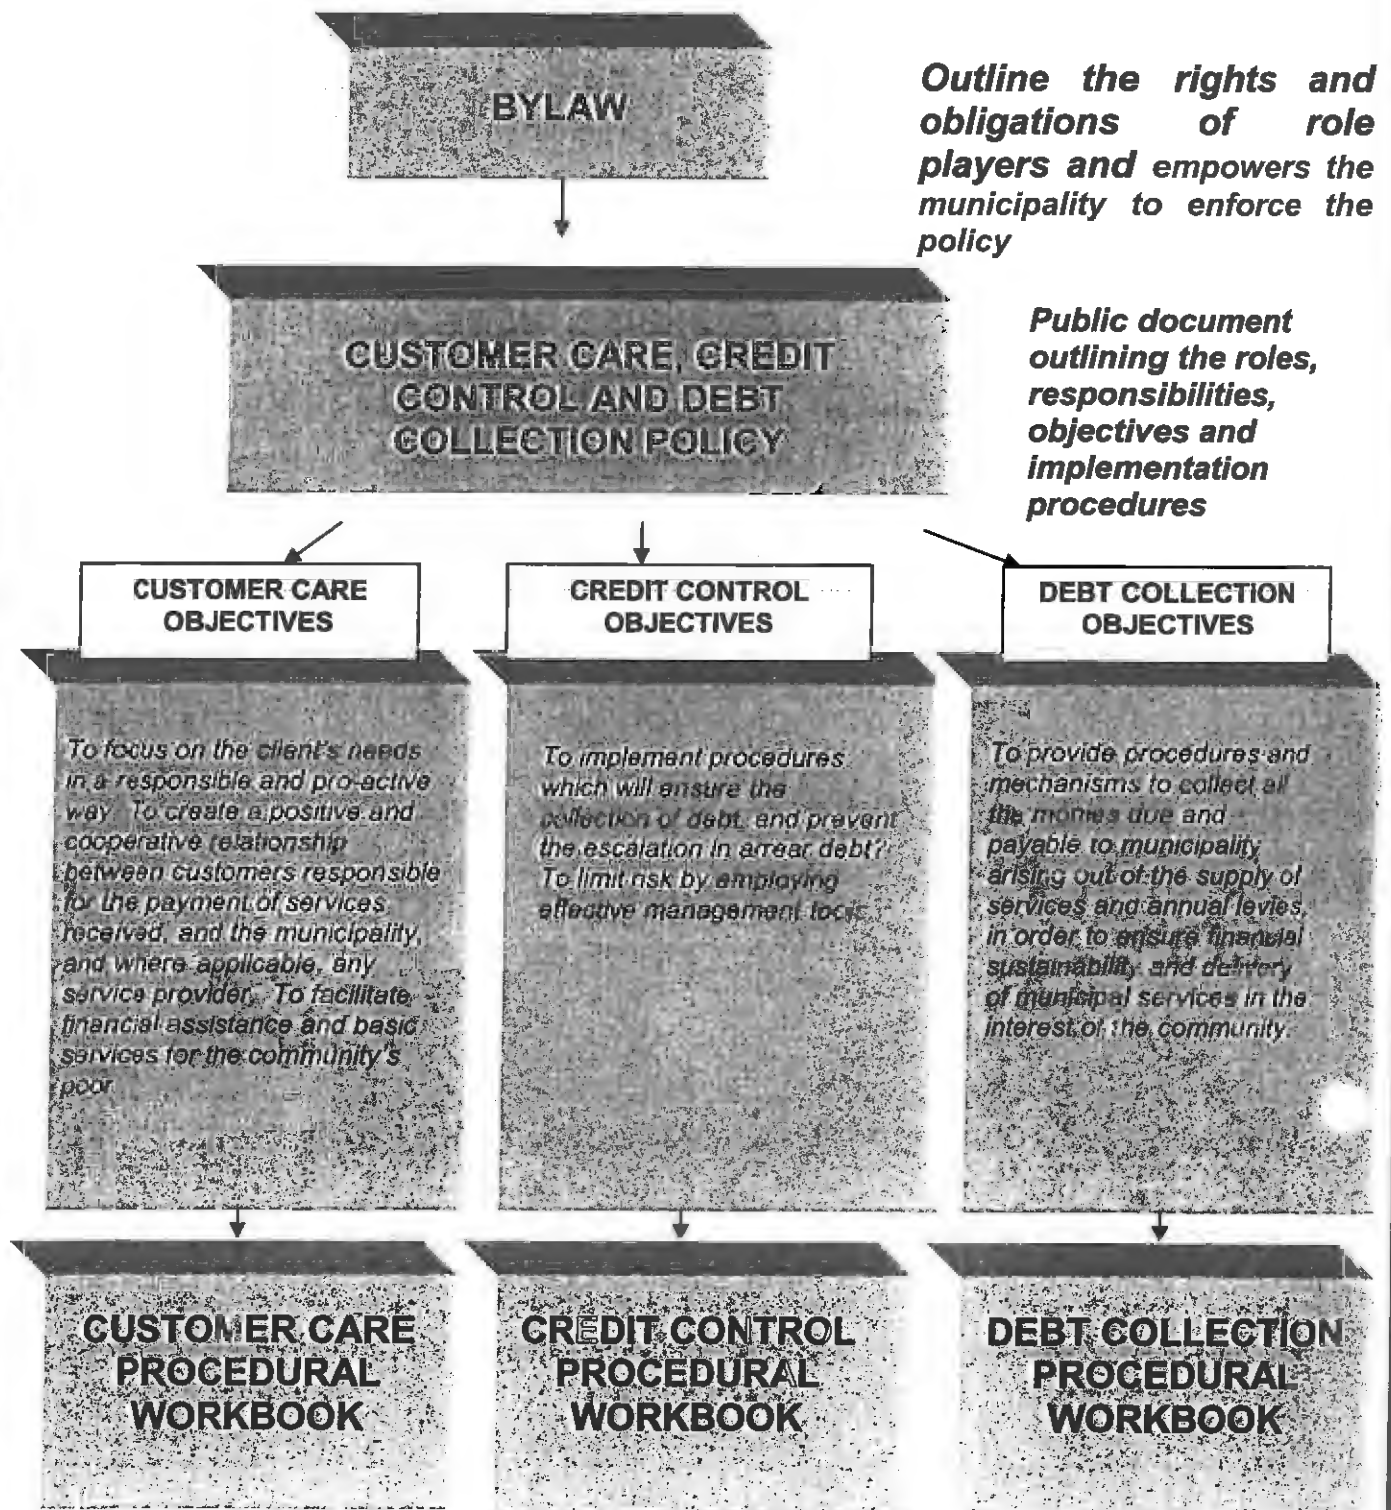 BYLAW
Outline the rights and
obligations of role
players and empowers the
municipality to enforce the
policy
CUSTOMER CARE, CREDIT
CONTROL AND DEBT
COLLECTION POLICY
Public document
outlining the roles,
responsibilities,
objectives and
implementation
procedures
CUSTOMER CARE
OBJECTIVES
To focus on the client's needs
in a responsible and pro-active
way. To create a positive and
cooperative relationship
between customers responsible
for the payment of services
received, and the municipality,
and where applicable, any
service provider. To facilitate
financial assistance and basic
services for the community's
poor
CREDIT CONTROL
OBJECTIVES
To implement procedures
which will ensure the
collection of debt, and prevent
the escalation in arrear debt?
To limit risk by employing
effective management tools
DEBT COLLECTION
OBJECTIVES
To provide procedures and
mechanisms to collect all
the monies due and
payable to municipality
arising out of the supply of
services and annual levies,
in order to ensure financial
sustainability and delivery
of municipal services in the
interest of the community.
CUSTOMER CARE
PROCEDURAL
WORKBOOK
CREDIT CONTROL
PROCEDURAL
WORKBOOK
DEBT COLLECTION
PROCEDURAL
WORKBOOK